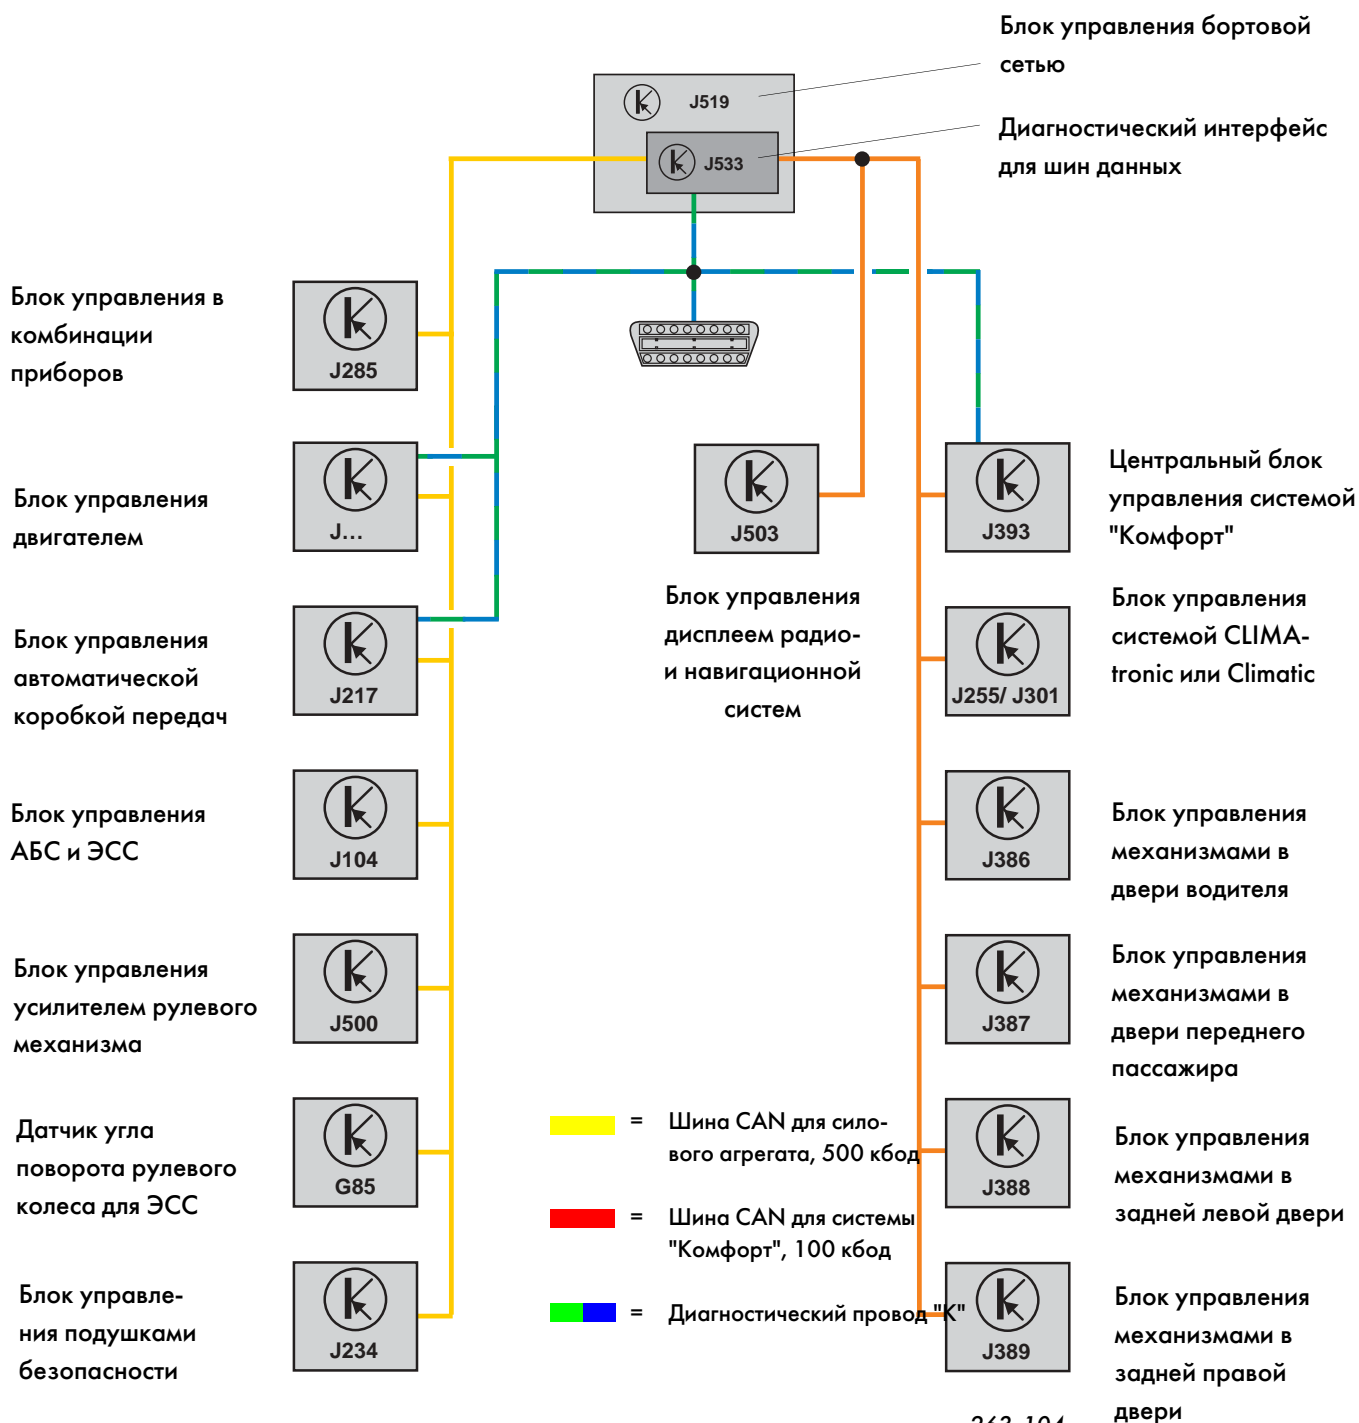 Блок управления бортовой
сетью
J519
Диагностический интерфейс
для шин данных
J533
Блок управления в
комбинации
приборов
J285
Блок управления
двигателем
J...
J503
Блок управления
дисплеем радио-
и навигационной
систем
J393
Центральный блок
управления системой
"Комфорт"
Блок управления
автоматической
коробкой передач
J217
J255/ J301
Блок управления
системой CLIMA-
tronic или Climatic
Блок управления
АБС и ЭСС
J104
J386
Блок управления
механизмами в
двери водителя
Блок управления
усилителем рулевого
механизма
J500
J387
Блок управления
механизмами в
двери переднего
пассажира
Датчик угла
поворота рулевого
колеса для ЭСС
G85
= Шина CAN для сило-
вого агрегата, 500 кбод
= Шина CAN для системы
"Комфорт", 100 кбод
= Диагностический провод "К"
J388
Блок управления
механизмами в
задней левой двери
Блок управле-
ния подушками
безопасности
J234
J389
Блок управления
механизмами в
задней правой
двери